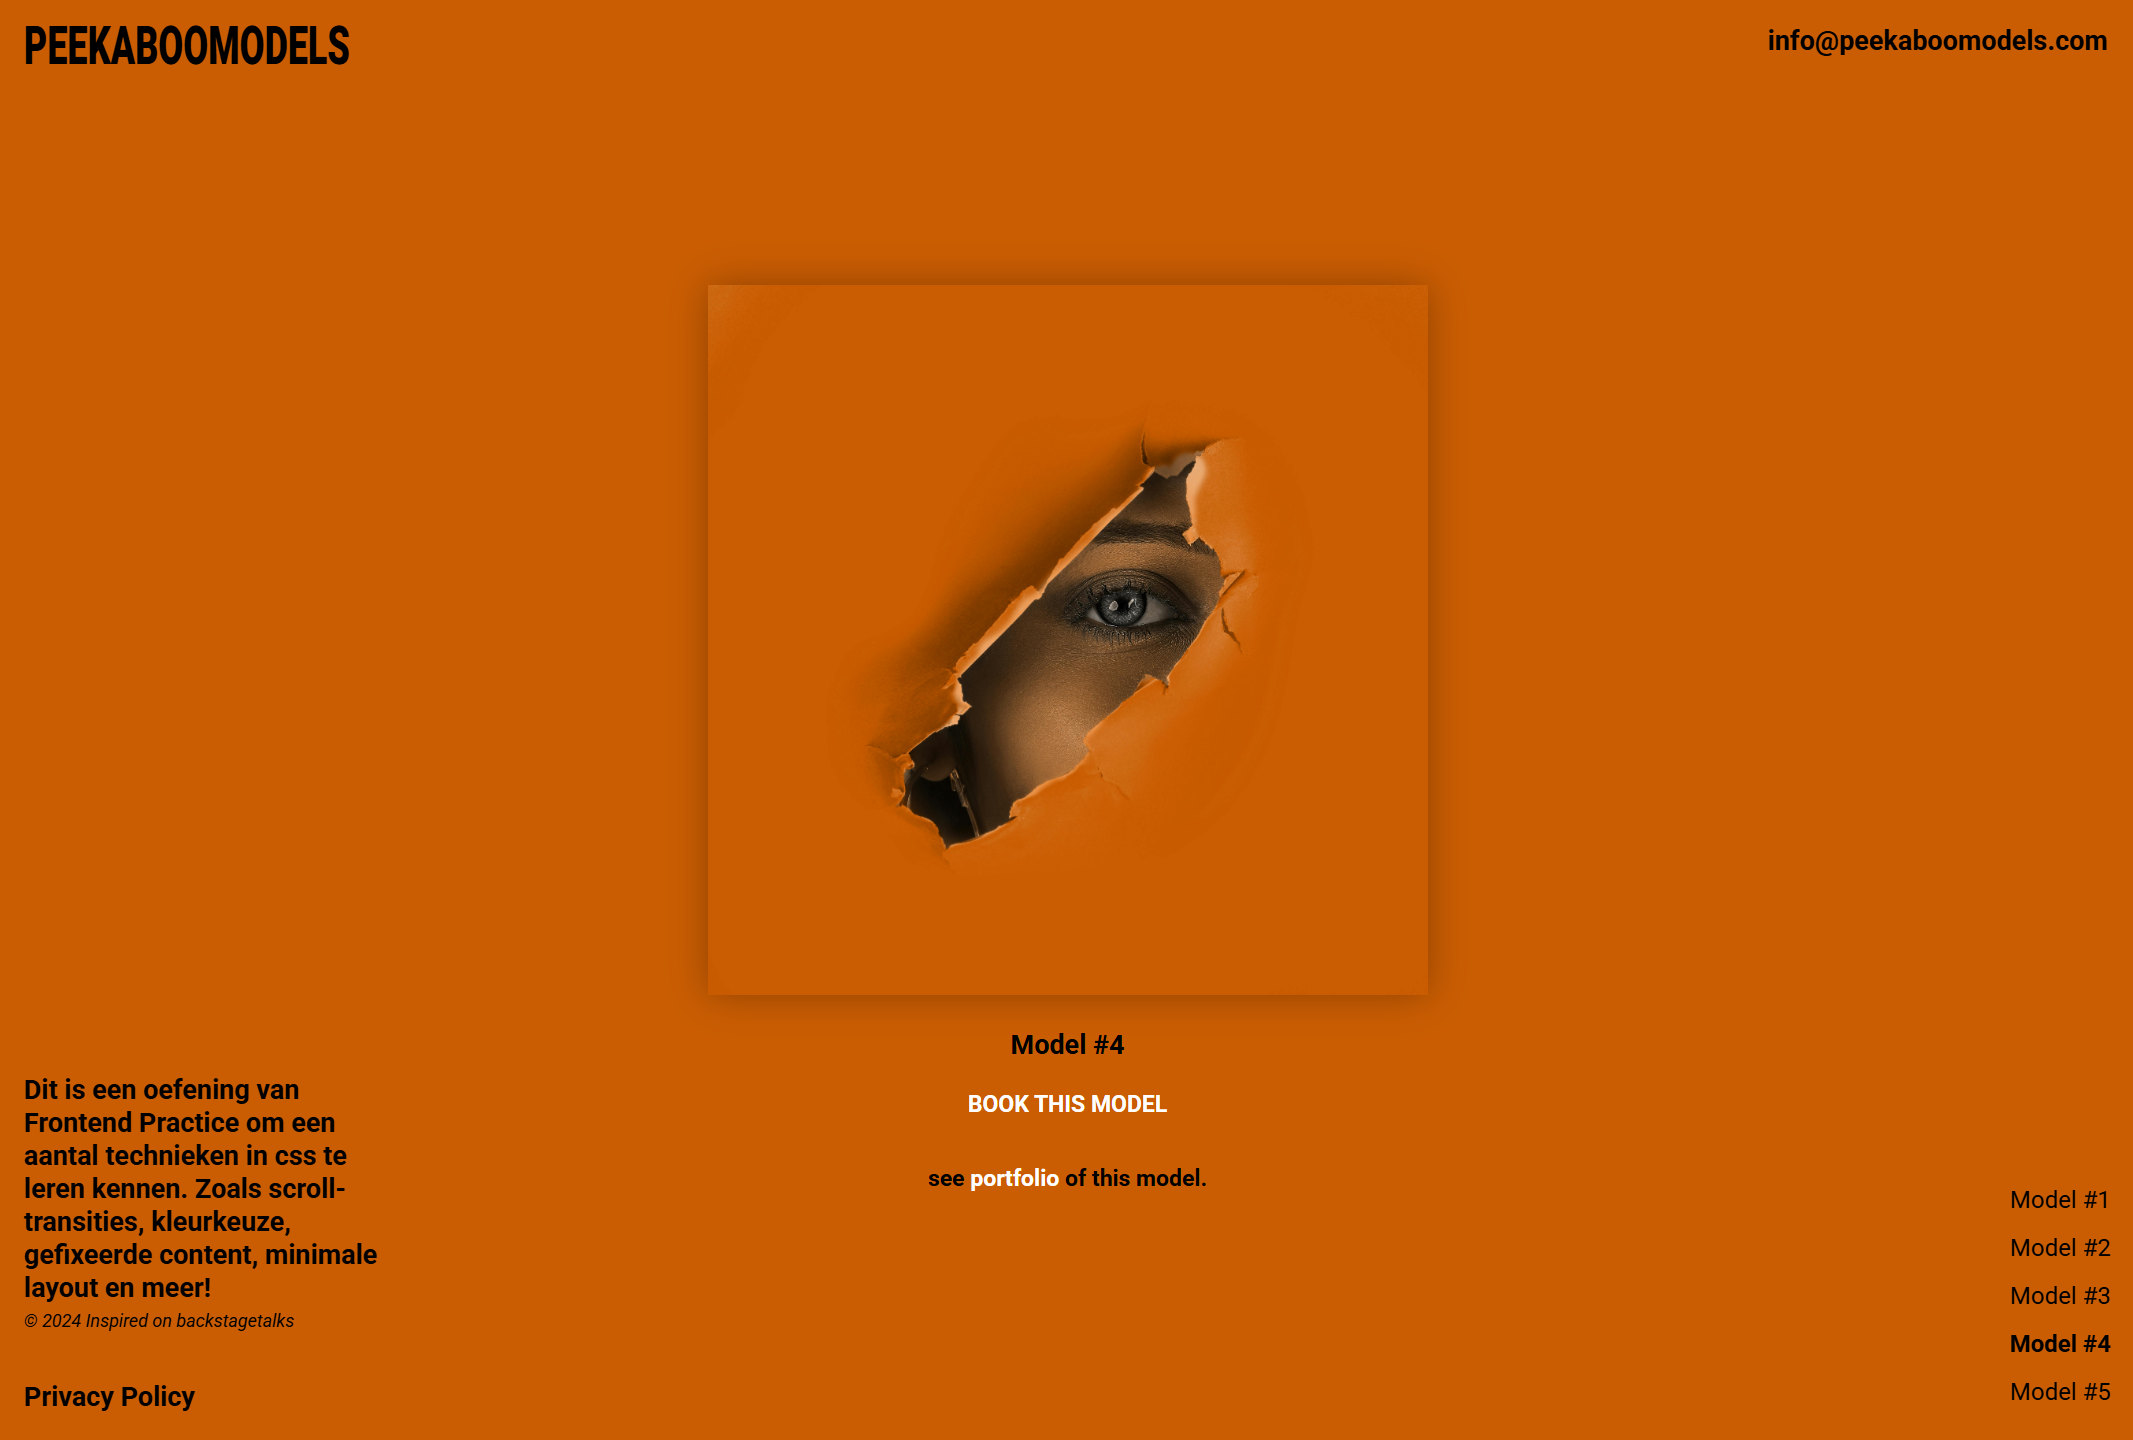 PEEKABOOMODELS
info@peekaboomodels.com
Model #4
BOOK THIS MODEL
see portfolio of this model.
Dit is een oefening van
Frontend Practice om een
aantal technieken in css te
leren kennen. Zoals scroll-
transities, kleurkeuze,
gefixeerde content, minimale
layout en meer!
© 2024 Inspired on backstagetalks
Privacy Policy
Model #1
Model #2
Model #3
Model #4
Model #5